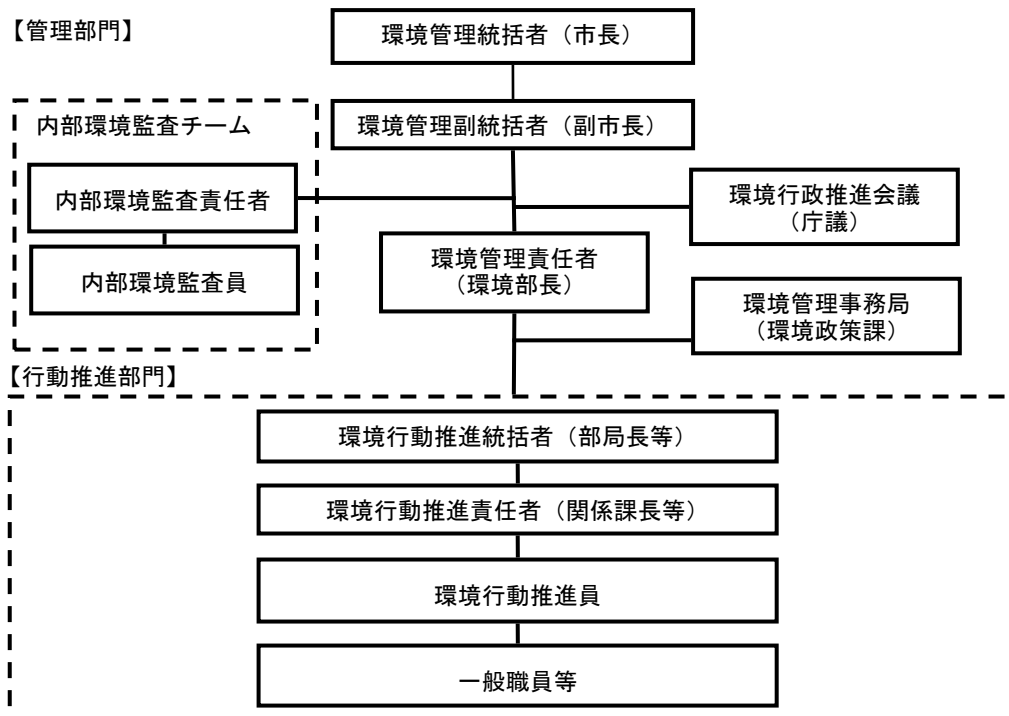 【管理部門】
環境管理統括者（市長）
内部環境監査チーム
環境管理副統括者（副市長）
内部環境監査責任者
環境行政推進会議
（庁議）
内部環境監査員
環境管理責任者
（環境部長）
環境管理事務局
（環境政策課）
【行動推進部門】
環境行動推進統括者（部局長等）
環境行動推進責任者（関係課長等）
環境行動推進員
一般職員等